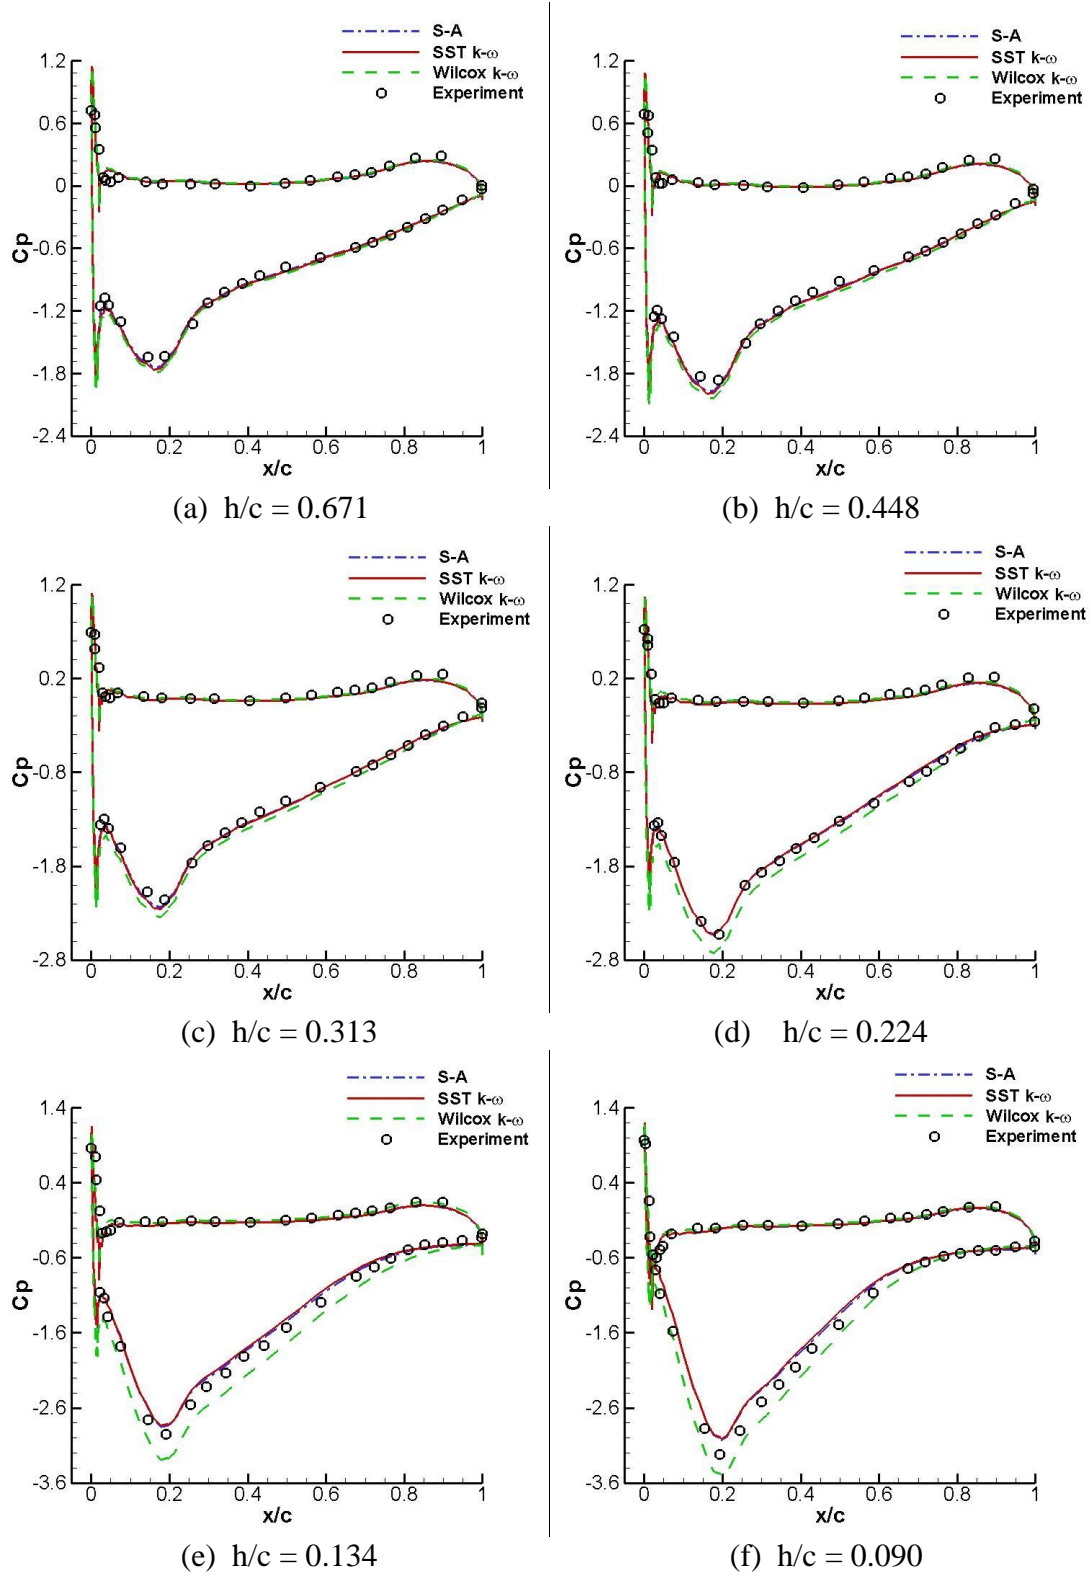 S-A
SST k-ω
Wilcox k-ω
Experiment
1.2
0.6
0
-0.6
-1.2
-1.8
-2.4
Cp
0 0.2 0.4 0.6 0.8 1
x/c
(a) h/c = 0.671
S-A
SST k-ω
Wilcox k-ω
Experiment
1.2
0.6
0
-0.6
-1.2
-1.8
-2.4
Cp
0 0.2 0.4 0.6 0.8 1
x/c
(b) h/c = 0.448
S-A
SST k-ω
Wilcox k-ω
Experiment
1.2
0.2
-0.8
-1.8
-2.8
Cp
0 0.2 0.4 0.6 0.8 1
x/c
(c) h/c = 0.313
S-A
SST k-ω
Wilcox k-ω
Experiment
1.2
0.2
-0.8
-1.8
-2.8
Cp
0 0.2 0.4 0.6 0.8 1
x/c
(d) h/c = 0.224
S-A
SST k-ω
Wilcox k-ω
Experiment
1.4
0.4
-0.6
-1.6
-2.6
-3.6
Cp
0 0.2 0.4 0.6 0.8 1
x/c
(e) h/c = 0.134
S-A
SST k-ω
Wilcox k-ω
Experiment
1.4
0.4
-0.6
-1.6
-2.6
-3.6
Cp
0 0.2 0.4 0.6 0.8 1
x/c
(f) h/c = 0.090